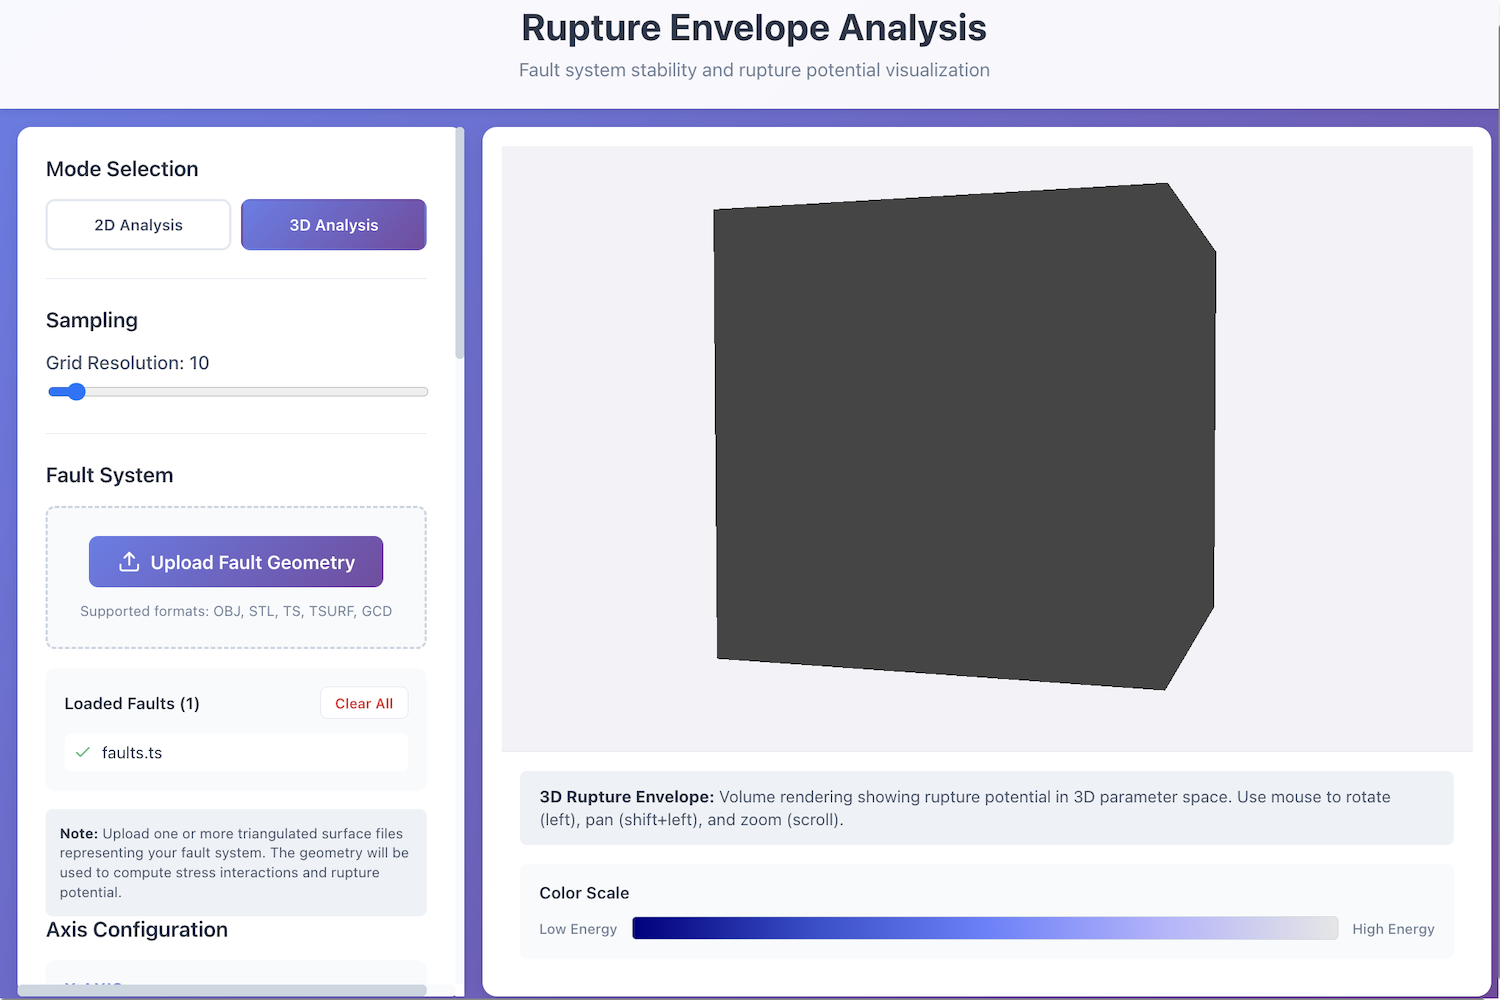 Rupture Envelope Analysis
Fault system stability and rupture potential visualization
Mode Selection
2D Analysis
3D Analysis
Sampling
Grid Resolution: 10
Fault System
Upload Fault Geometry
Supported formats: OBJ, STL, TS, TSURF, GCD
Loaded Faults (1)
Clear All
faults.ts
Note: Upload one or more triangulated surface files
representing your fault system. The geometry will be
used to compute stress interactions and rupture
potential.
Axis Configuration
3D Rupture Envelope: Volume rendering showing rupture potential in 3D parameter space. Use mouse to rotate
(left), pan (shift+left), and zoom (scroll).
Color Scale
Low Energy
High Energy